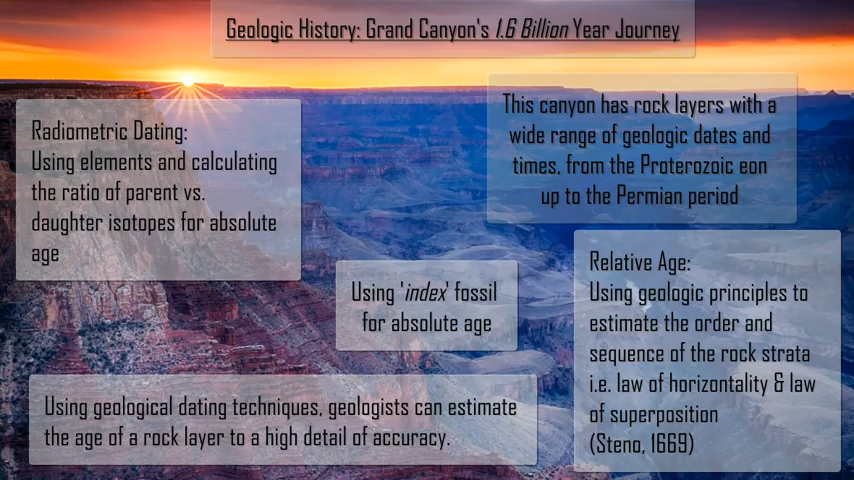 Geologic History: Grand Canyon's 1.6 Billion Year Journey
Radiometric Dating:
Using elements and calculating
the ratio of parent vs.
daughter isotopes for absolute
age
This canyon has rock layers with a
wide range of geologic dates and
times, from the Proterozoic eon
up to the Permian period
Using 'index' fossil
for absolute age
Relative Age:
Using geologic principles to
estimate the order and
sequence of the rock strata
i.e. law of horizontality & law
of superposition
(Steno, 1669)
Using geological dating techniques, geologists can estimate
the age of a rock layer to a high detail of accuracy.